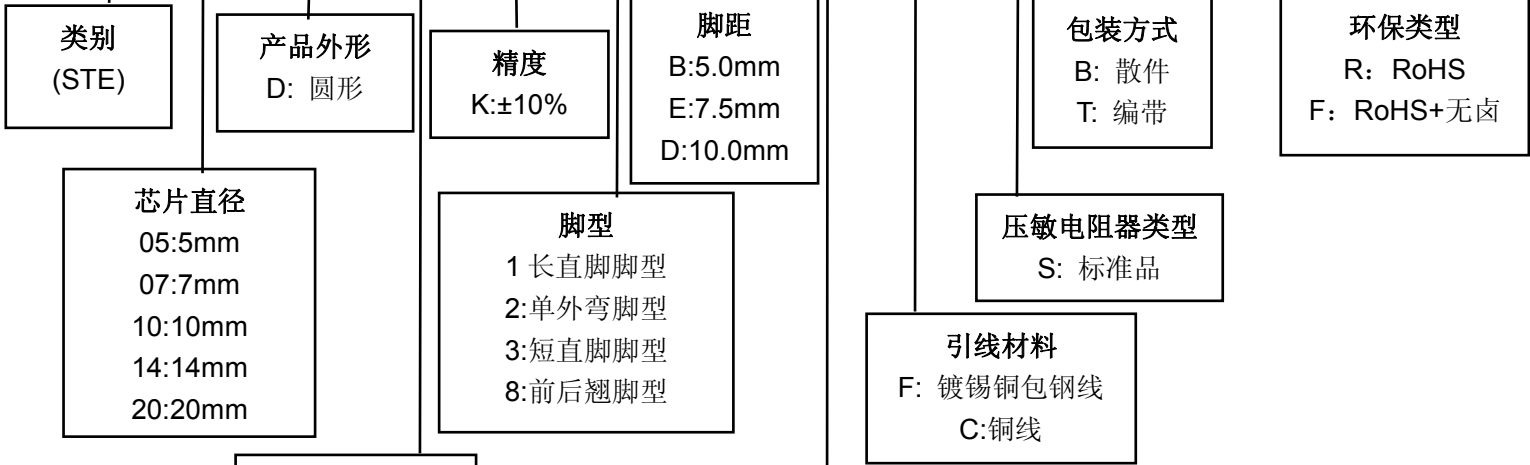 类别
(STE)
产品外形
D: 圆形
精度
K:±10%
脚距
B:5.0mm
E:7.5mm
D:10.0mm
包装方式
B: 散件
T: 编带
环保类型
R：RoHS
F：RoHS+无卤
芯片直径
05:5mm
07:7mm
10:10mm
14:14mm
20:20mm
脚型
1 长直脚脚型
2:单外弯脚型
3:短直脚脚型
8:前后翘脚型
压敏电阻器类型
S: 标准品
引线材料
F: 镀锡铜包钢线
C:铜线